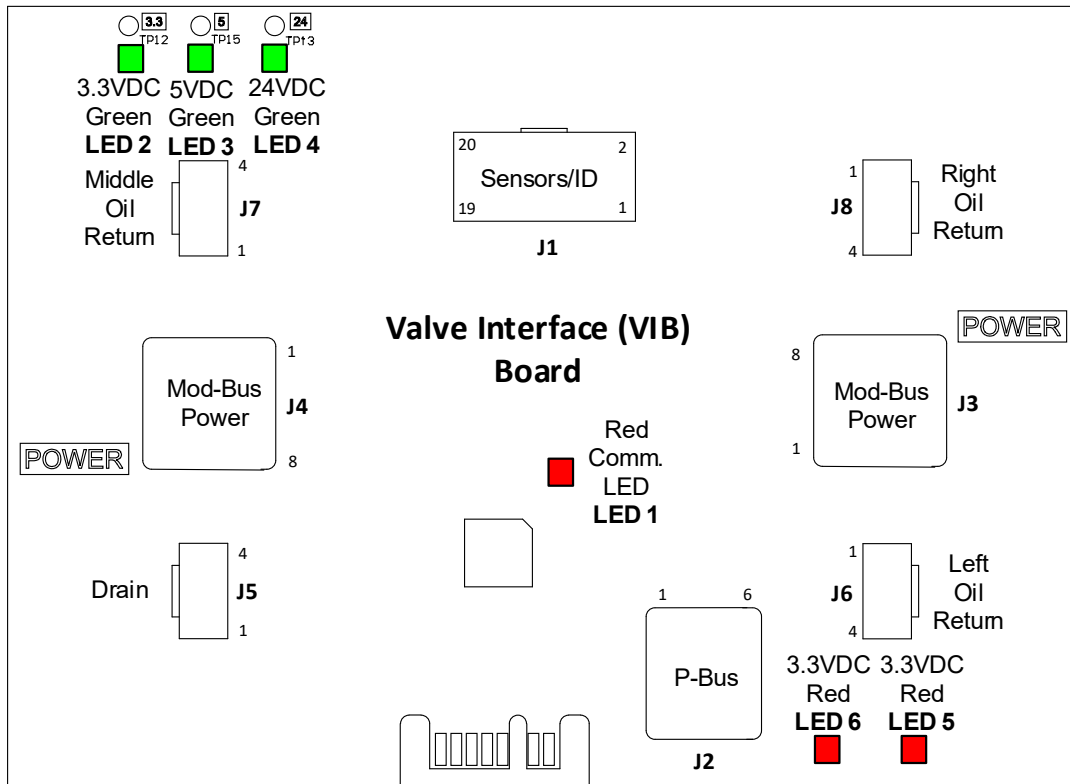 3.3
TP12
5
TP15
24
TP13
3.3VDC
Green
LED 2
5VDC
Green
LED 3
24VDC
Green
LED 4
Middle
Oil
Return
4
J7
1
20
2
Sensors/ID
19
1
J1
1
J8
4
Right
Oil
Return
Valve Interface (VIB)
Board
Mod-Bus
Power
1
J4
8
POWER
POWER
8
Mod-Bus
Power
J3
1
Red
Comm.
LED
LED 1
Drain
4
J5
1
1
6
P-Bus
J2
1
J6
4
Left
Oil
Return
3.3VDC
Red
LED 6
3.3VDC
Red
LED 5